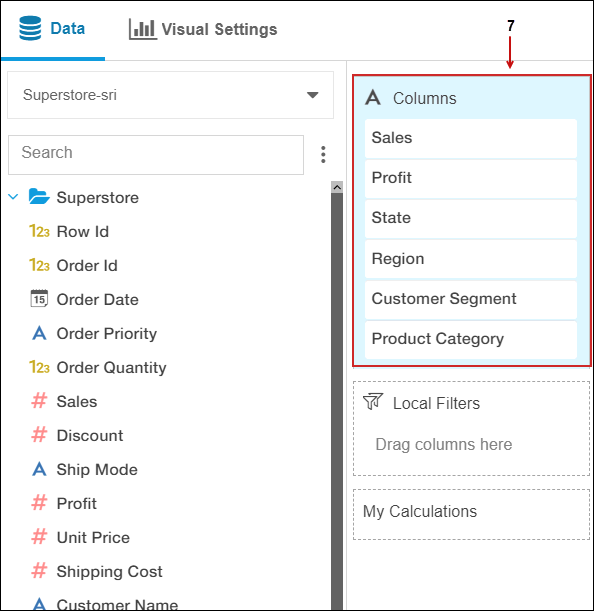 Data
Visual Settings
7
Superstore-sri
Search
Superstore
123 Row Id
123 Order Id
15 Order Date
A Order Priority
123 Order Quantity
# Sales
# Discount
A Ship Mode
# Profit
# Unit Price
# Shipping Cost
A Customer Name
A Columns
Sales
Profit
State
Region
Customer Segment
Product Category
Local Filters
Drag columns here
My Calculations